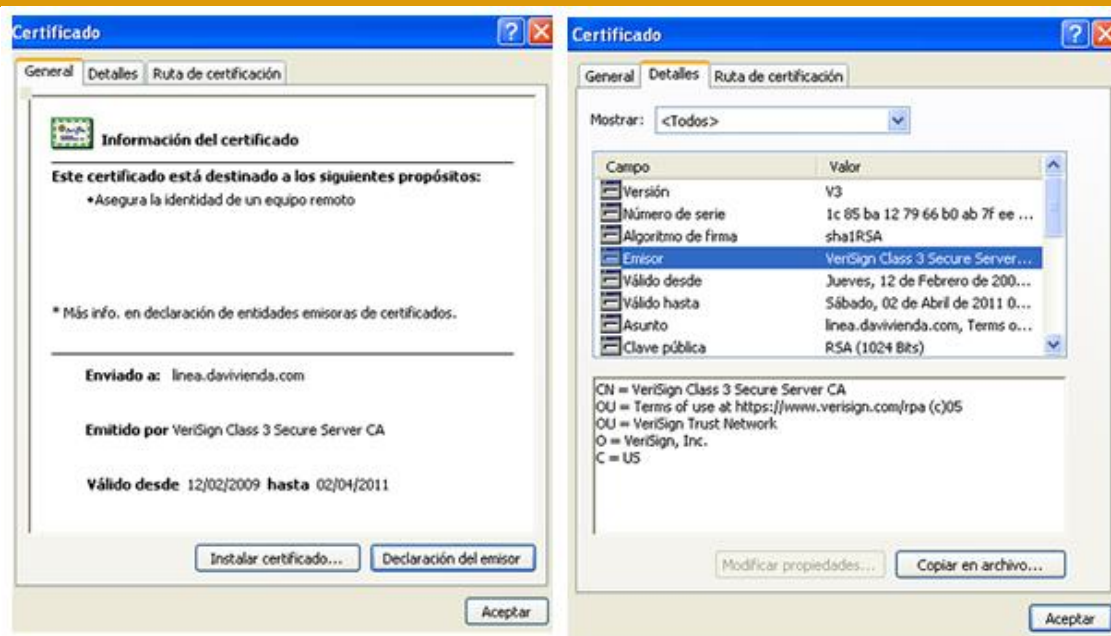 Certificado
General Detalles Ruta de certificación
Información del certificado
Este certificado está destinado a los siguientes propósitos:
•Asegura la identidad de un equipo remoto
* Más info. en declaración de entidades emisoras de certificados.
Enviado a: linea.davivienda.com
Emitido por VeriSign Class 3 Secure Server CA
Válido desde 12/02/2009 hasta 02/04/2011
Instalar certificado... Declaración del emisor
Aceptar
Certificado
General Detalles Ruta de certificación
Mostrar: <Todos>
Campo Valor
Versión V3
Número de serie 1c 85 ba 12 79 66 b0 ab 7f ee ...
Algoritmo de firma sha1RSA
Emisor VeriSign Class 3 Secure Server...
Válido desde Jueves, 12 de Febrero de 200...
Válido hasta Sábado, 02 de Abril de 2011 0...
Asunto linea.davivienda.com, Terms o...
Clave pública RSA (1024 Bits)
CN = VeriSign Class 3 Secure Server CA
OU = Terms of use at https://www.verisign.com/rpa (c)05
OU = VeriSign Trust Network
O = VeriSign, Inc.
C = US
Modificar propiedades... Copiar en archivo...
Aceptar